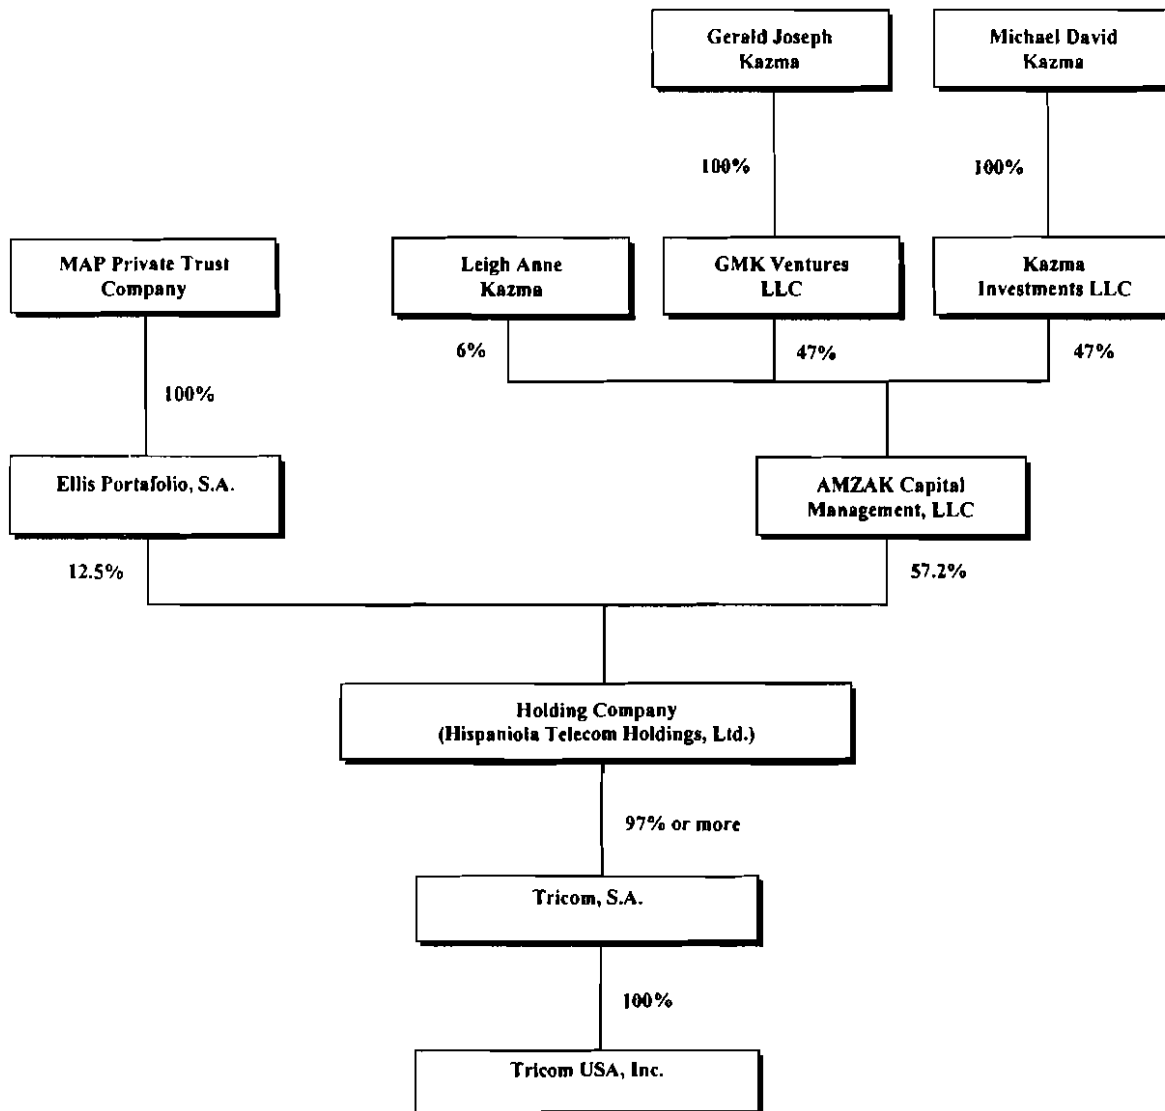 Gerald Joseph
Kazma
Michael David
Kazma
100%
100%
MAP Private Trust
Company
Leigh Anne
Kazma
GMK Ventures
LLC
Kazma
Investments LLC
6%
47%
47%
100%
Ellis Portafolio, S.A.
AMZAK Capital
Management, LLC
12.5%
57.2%
Holding Company
(Hispaniola Telecom Holdings, Ltd.)
97% or more
Tricom, S.A.
100%
Tricom USA, Inc.